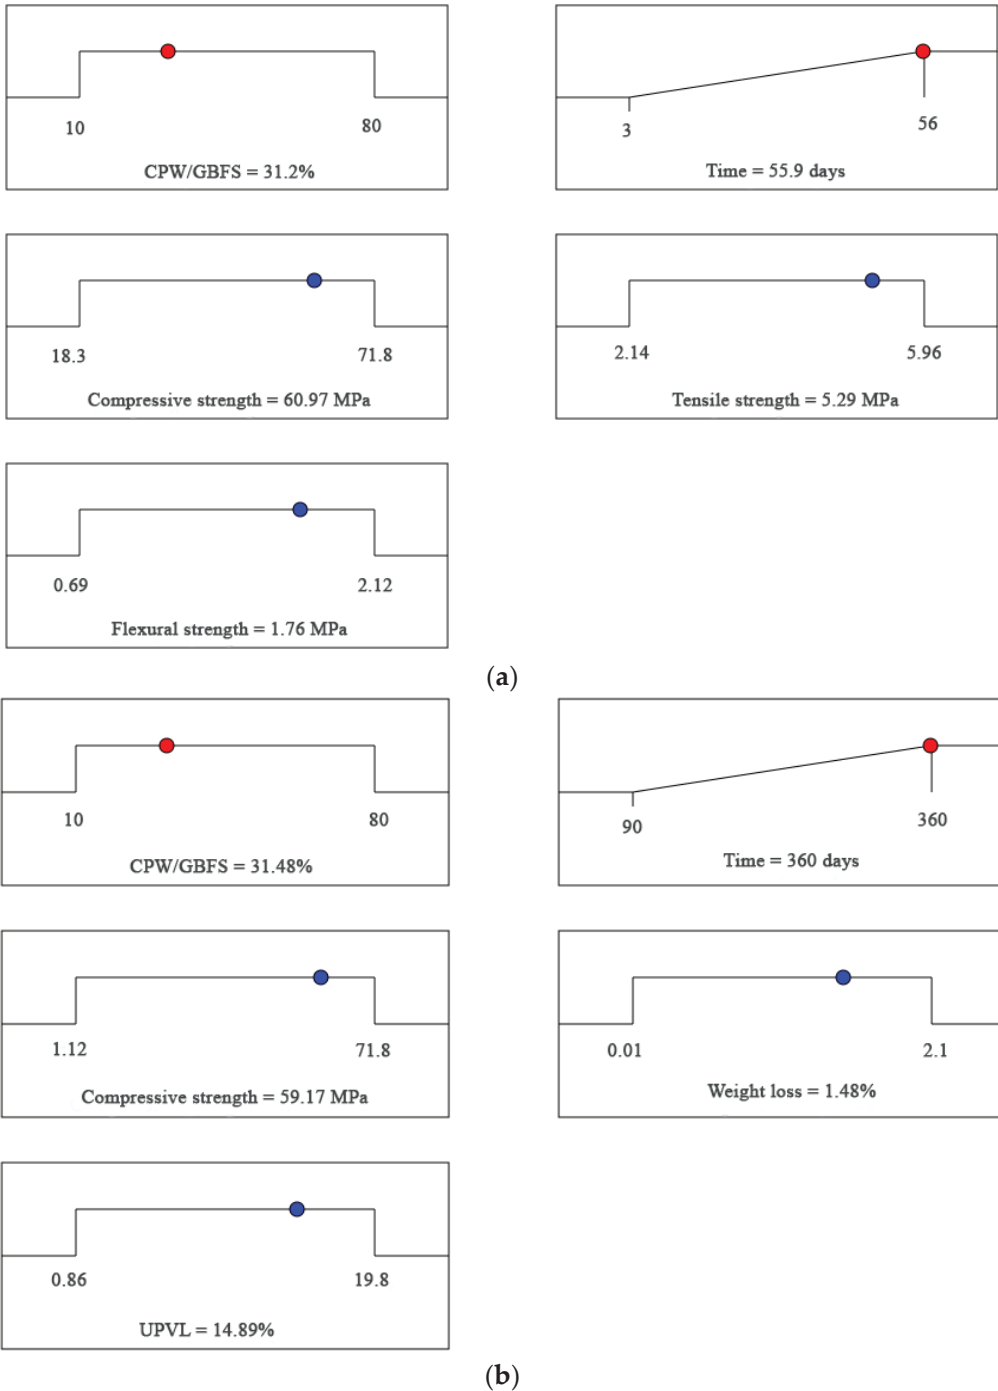 10 80
CPW/GBFS = 31.2%
3 56
Time = 55.9 days
18.3 71.8
Compressive strength = 60.97 MPa
2.14 5.96
Tensile strength = 5.29 MPa
0.69 2.12
Flexural strength = 1.76 MPa
(a)
10 80
CPW/GBFS = 31.48%
90 360
Time = 360 days
1.12 71.8
Compressive strength = 59.17 MPa
0.01 2.1
Weight loss = 1.48%
0.86 19.8
UPVL = 14.89%
(b)